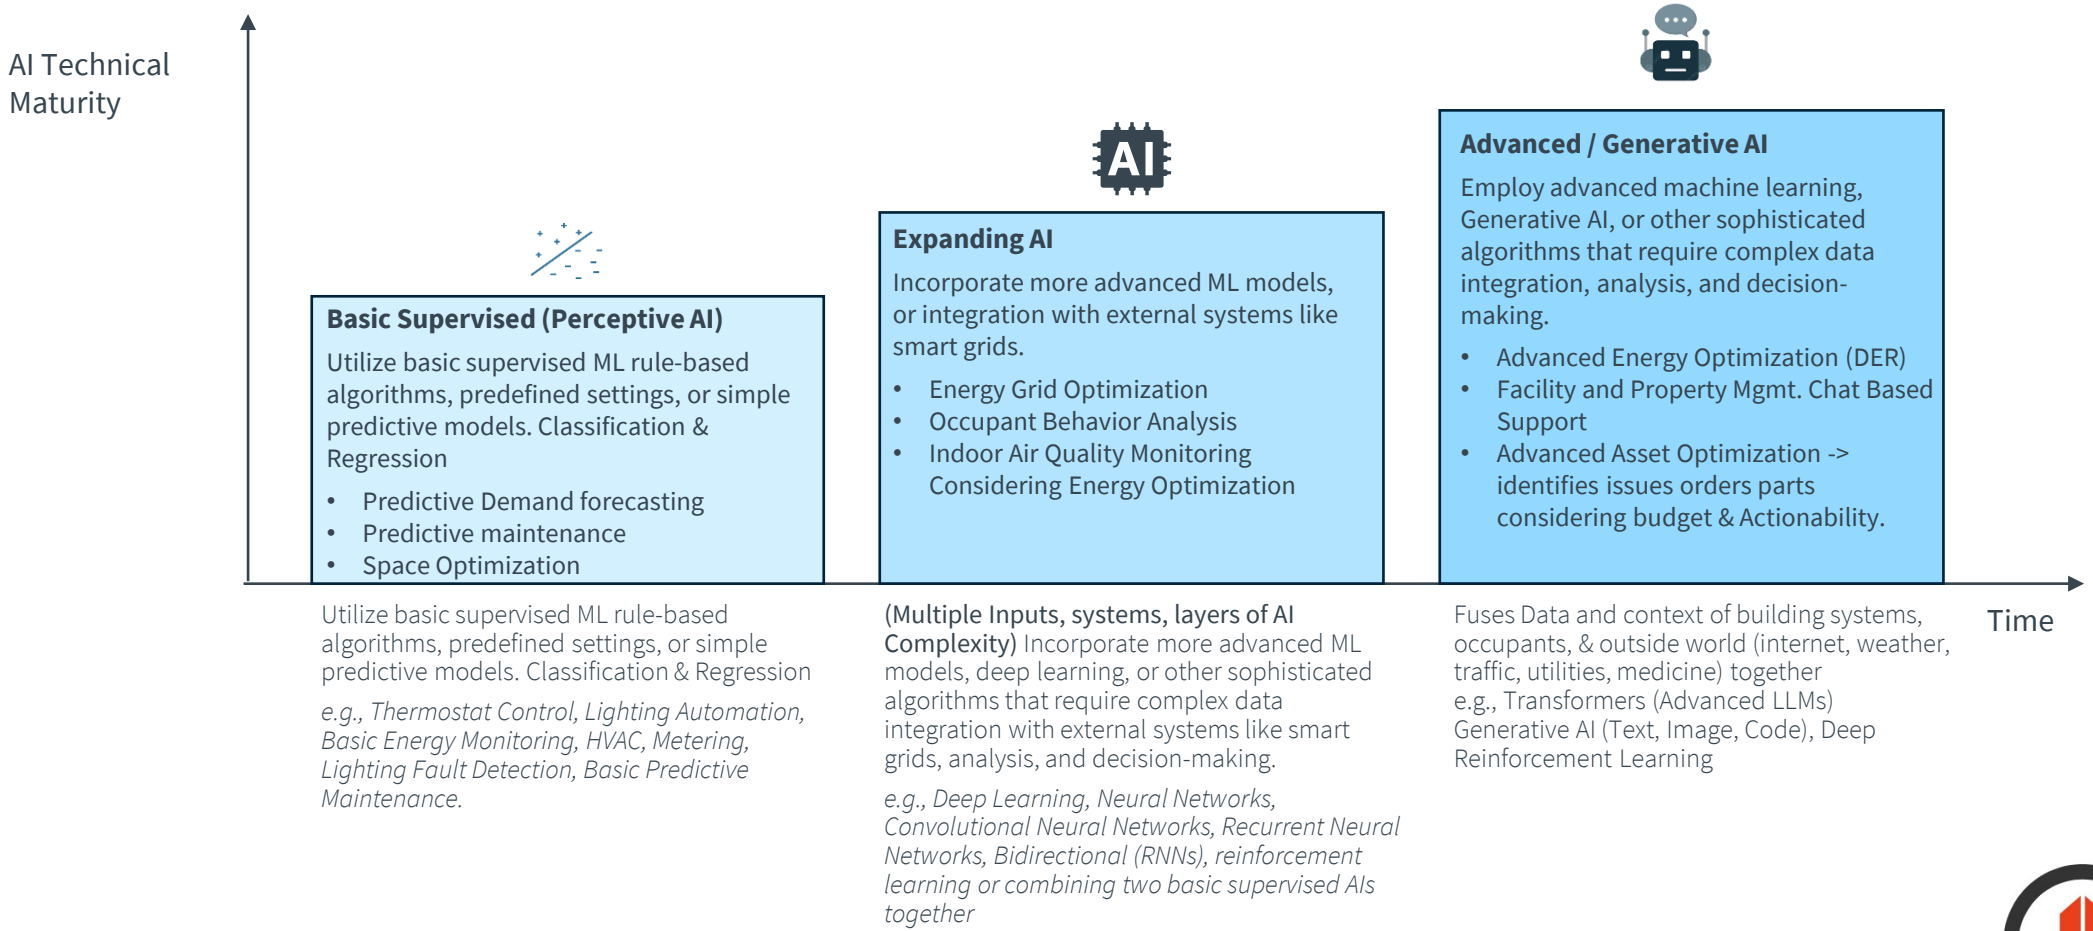 AI Technical
Maturity
Basic Supervised (Perceptive AI)
Utilize basic supervised ML rule-based
algorithms, predefined settings, or simple
predictive models. Classification &
Regression
• Predictive Demand forecasting
• Predictive maintenance
• Space Optimization
Utilize basic supervised ML rule-based
algorithms, predefined settings, or simple
predictive models. Classification & Regression
e.g., Thermostat Control, Lighting Automation,
Basic Energy Monitoring, HVAC, Metering,
Lighting Fault Detection, Basic Predictive
Maintenance.
AI
Expanding AI
Incorporate more advanced ML models,
or integration with external systems like
smart grids.
• Energy Grid Optimization
• Occupant Behavior Analysis
• Indoor Air Quality Monitoring
Considering Energy Optimization
(Multiple Inputs, systems, layers of AI
Complexity) Incorporate more advanced ML
models, deep learning, or other sophisticated
algorithms that require complex data
integration with external systems like smart
grids, analysis, and decision-making.
e.g., Deep Learning, Neural Networks,
Convolutional Neural Networks, Recurrent Neural
Networks, Bidirectional (RNNs), reinforcement
learning or combining two basic supervised AIs
together
Advanced / Generative AI
Employ advanced machine learning,
Generative AI, or other sophisticated
algorithms that require complex data
integration, analysis, and decision-
making.
• Advanced Energy Optimization (DER)
• Facility and Property Mgmt. Chat Based
Support
• Advanced Asset Optimization ->
identifies issues orders parts
considering budget & Actionability.
Fuses Data and context of building systems,
occupants, & outside world (internet, weather,
traffic, utilities, medicine) together
e.g., Transformers (Advanced LLMs)
Generative AI (Text, Image, Code), Deep
Reinforcement Learning
Time